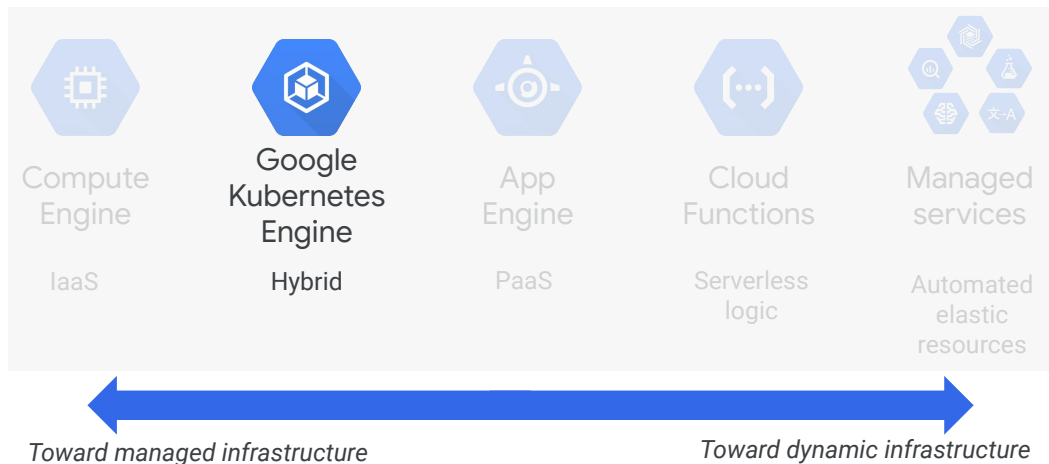 Compute
Engine
IaaS
Google
Kubernetes
Engine
Hybrid
App
Engine
PaaS
Cloud
Functions
Serverless
logic
文-A
Managed
services
Automated
elastic
resources
Toward managed infrastructure
Toward dynamic infrastructure